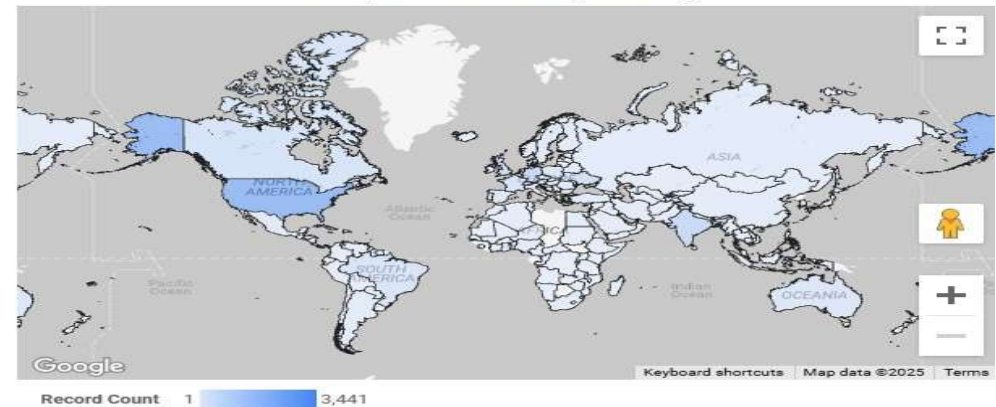 ASIA
NORTH
AMERICA
Atlantic
Ocean
AFRICA
SOUTH
AMERICA
Pacific
Ocean
Indian
Ocean
OCEANIA
Google
Keyboard shortcuts Map data ©2025 Terms
Record Count 1 3,441